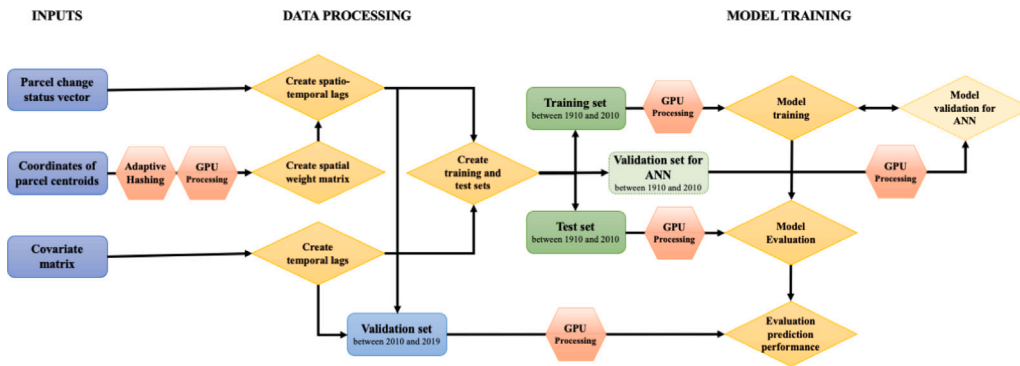 INPUTS
DATA PROCESSING
MODEL TRAINING
Parcel change
status vector
Create spatio-
temporal lags
Training set
between 1910 and 2010
GPU
Processing
Model
training
Model
validation for
ANN
Coordinates of
parcel centroids
Adaptive
Hashing
GPU
Processing
Create spatial
weight matrix
Create
training and
test sets
Validation set for
ANN
between 1910 and 2010
GPU
Processing
Covariate
matrix
Create
temporal lags
Test set
between 1910 and 2010
GPU
Processing
Model
Evaluation
Validation set
between 2010 and 2019
GPU
Processing
Evaluation
prediction
performance